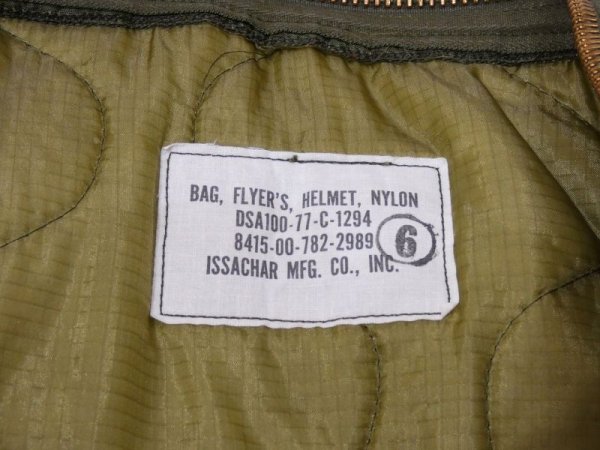 BAG, FLYER'S, HELMET, NYLON
DSA100-77-C-1294
8415-00-782-2989 6
ISSACHAR MFG. CO., INC.